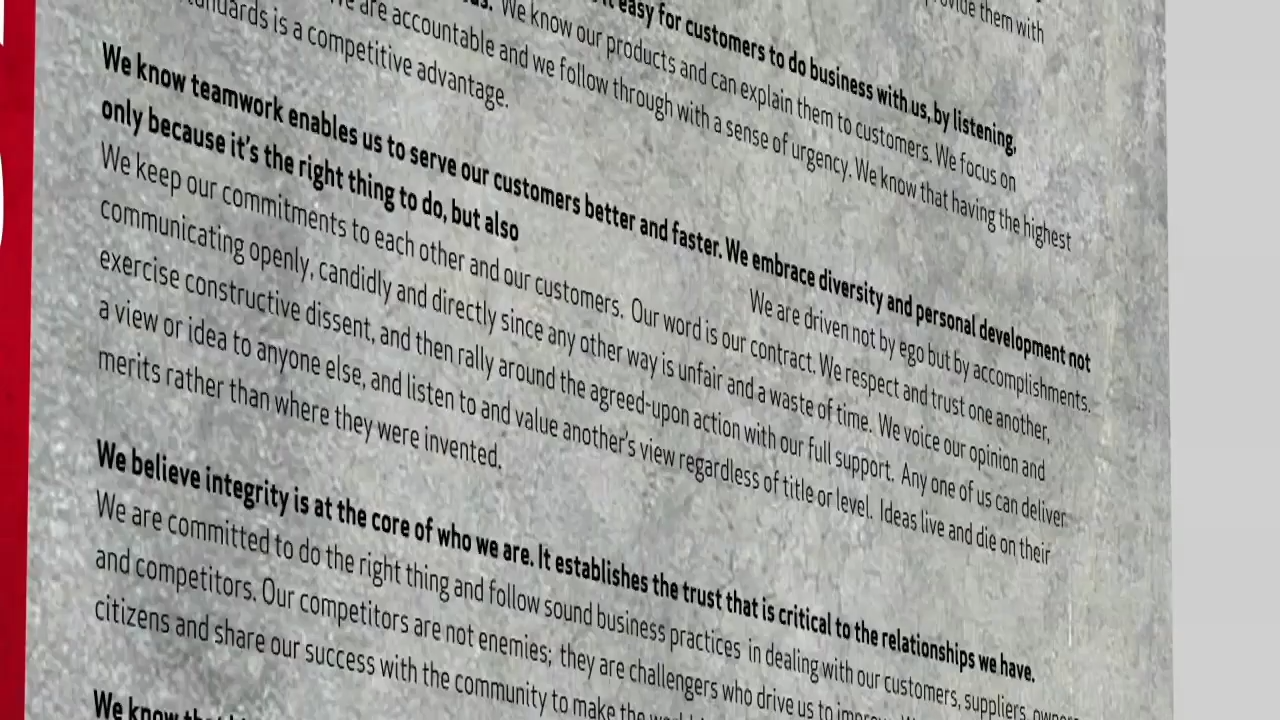 ovide them with
it easy for customers to do business with us, by listening,
us. We know our products and can explain them to customers. We focus on
We are accountable and we follow through with a sense of urgency. We know that having the highest
standards is a competitive advantage.
We know teamwork enables us to serve our customers better and faster. We embrace diversity and personal development not
only because it's the right thing to do, but also We are driven not by ego but by accomplishments.
We keep our commitments to each other and our customers. Our word is our contract. We respect and trust one another,
communicating openly, candidly and directly since any other way is unfair and a waste of time. We voice our opinion and
exercise constructive dissent, and then rally around the agreed-upon action with our full support. Any one of us can deliver
a view or idea to anyone else, and listen to and value another's view regardless of title or level. Ideas live and die on their
merits rather than where they were invented.
We believe integrity is at the core of who we are. It establishes the trust that is critical to the relationships we have.
We are committed to do the right thing and follow sound business practices in dealing with our customers, suppliers, owners
and competitors. Our competitors are not enemies; they are challengers who drive us to improve.
citizens and share our success with the community to make the world
We know that